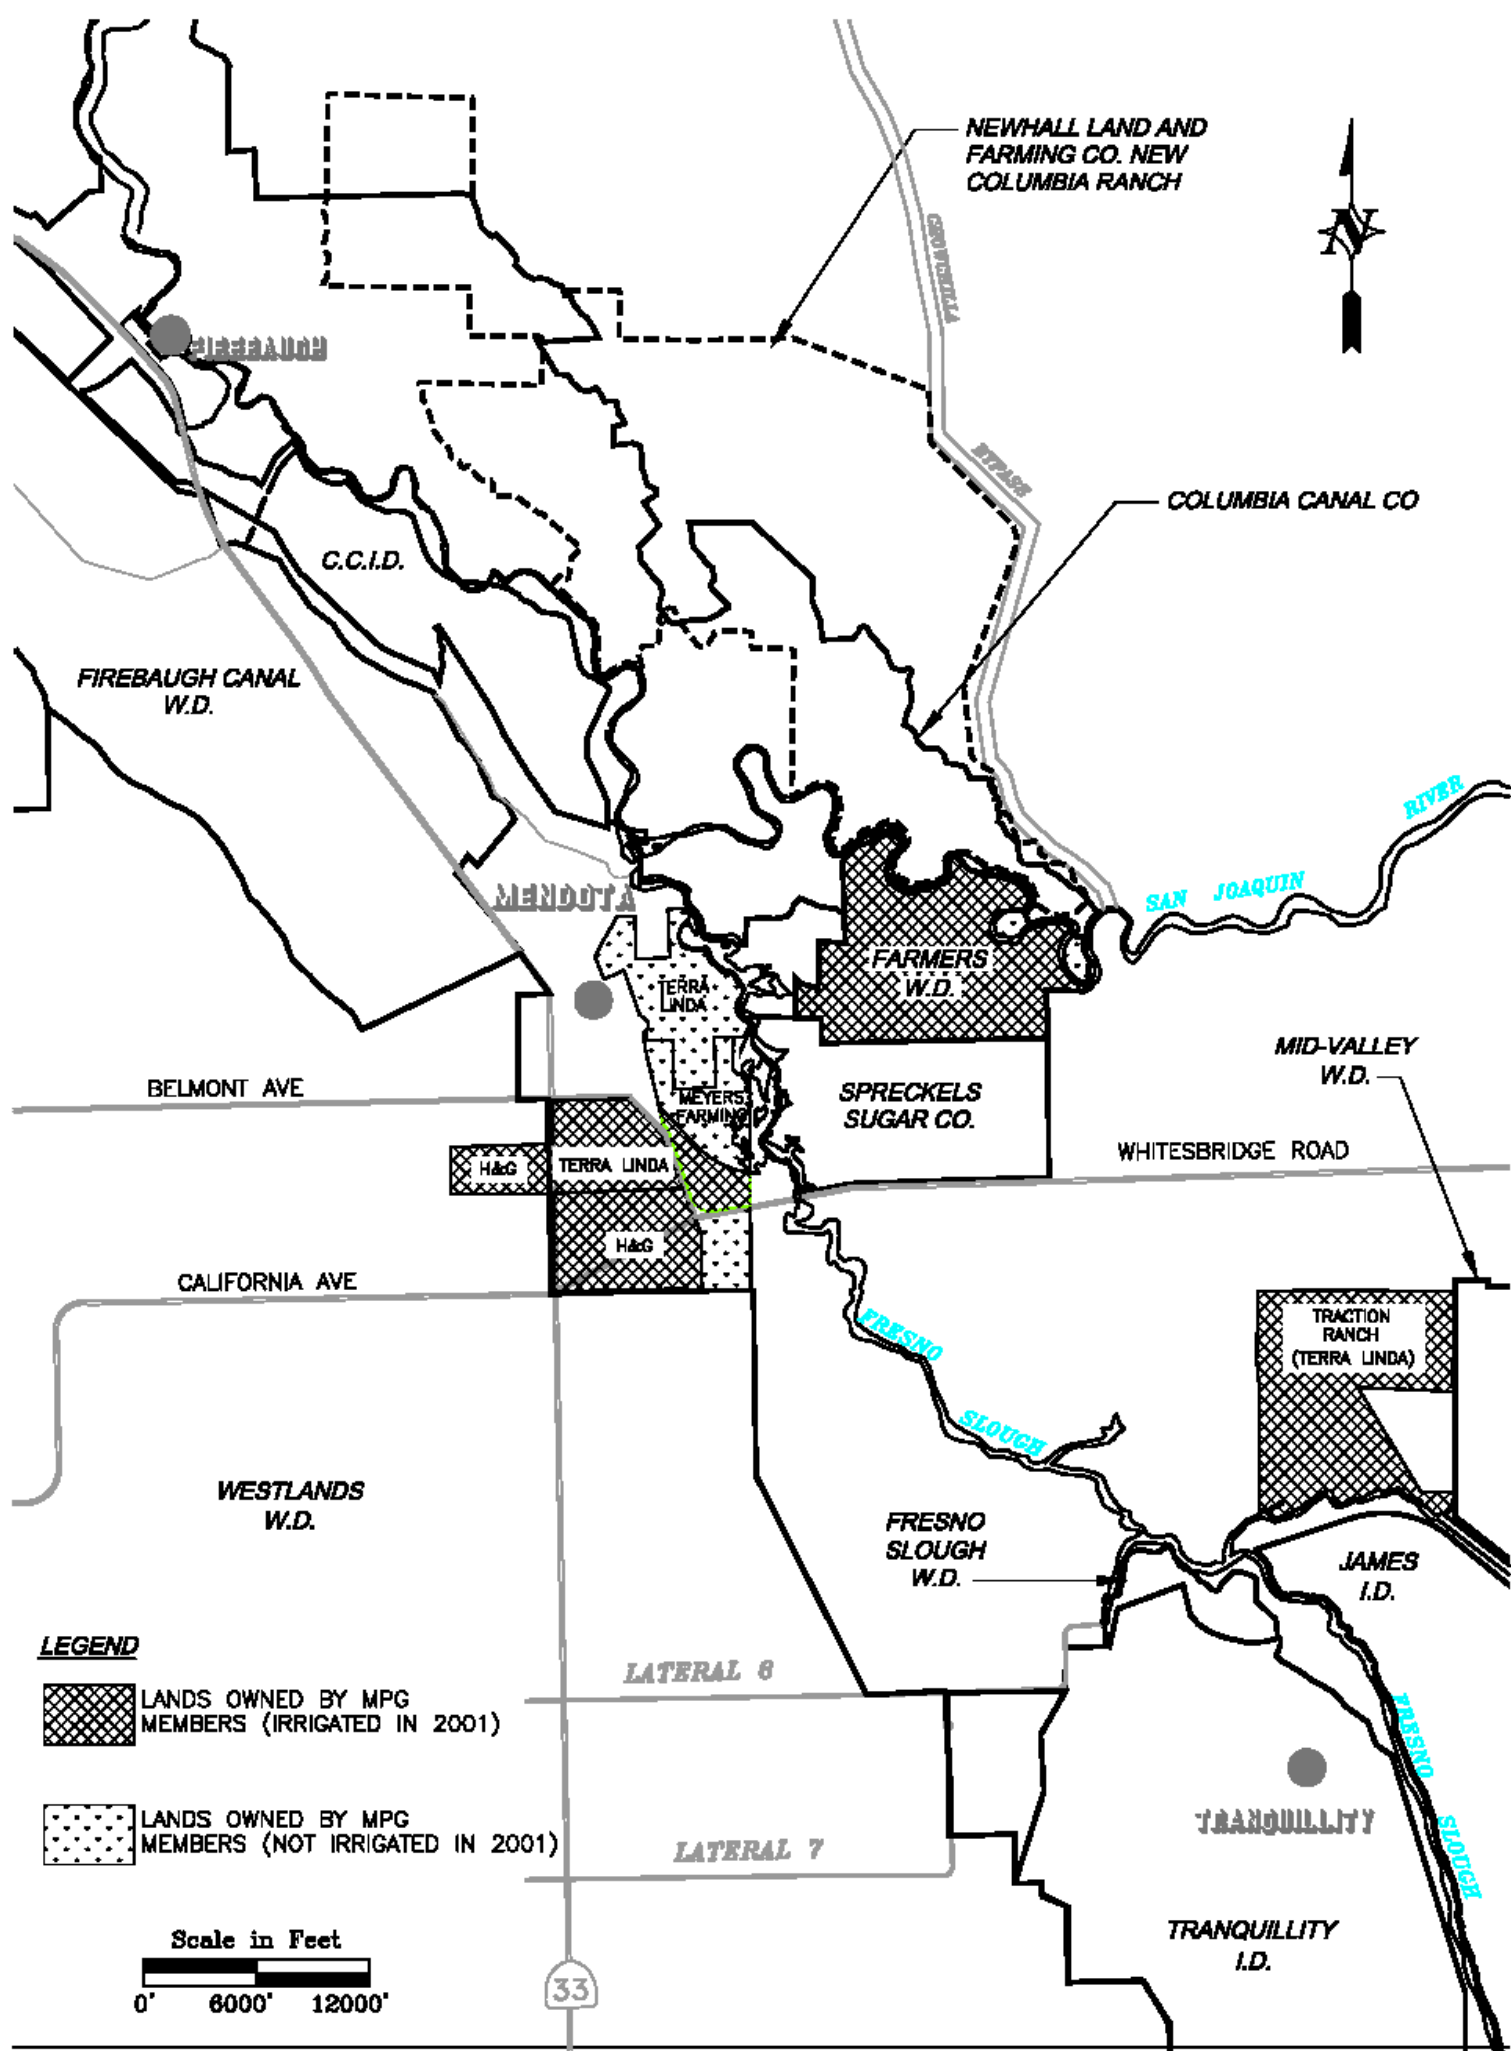 NEWHALL LAND AND
FARMING CO. NEW
COLUMBIA RANCH
N
CHOWCHILLA
FIREBAUGH
BYPASS
COLUMBIA CANAL CO
C.C.I.D.
FIREBAUGH CANAL
W.D.
RIVER
SAN JOAQUIN
MENDOTA
FARMERS
W.D.
TERRA
LINDA
MID-VALLEY
W.D.
BELMONT AVE
SPRECKELS
SUGAR CO.
MEYERS
FARMING
WHITESBRIDGE ROAD
H&G
TERRA LINDA
H&G
CALIFORNIA AVE
FRESNO
TRACTION
RANCH
(TERRA LINDA)
SLOUGH
WESTLANDS
W.D.
FRESNO
SLOUGH
W.D.
JAMES
I.D.
LEGEND
LANDS OWNED BY MPG
MEMBERS (IRRIGATED IN 2001)
LATERAL 6
FRESNO
LANDS OWNED BY MPG
MEMBERS (NOT IRRIGATED IN 2001)
TRANQUILLITY
LATERAL 7
SLOUGH
TRANQUILLITY
I.D.
Scale in Feet
0' 6000' 12000'
33